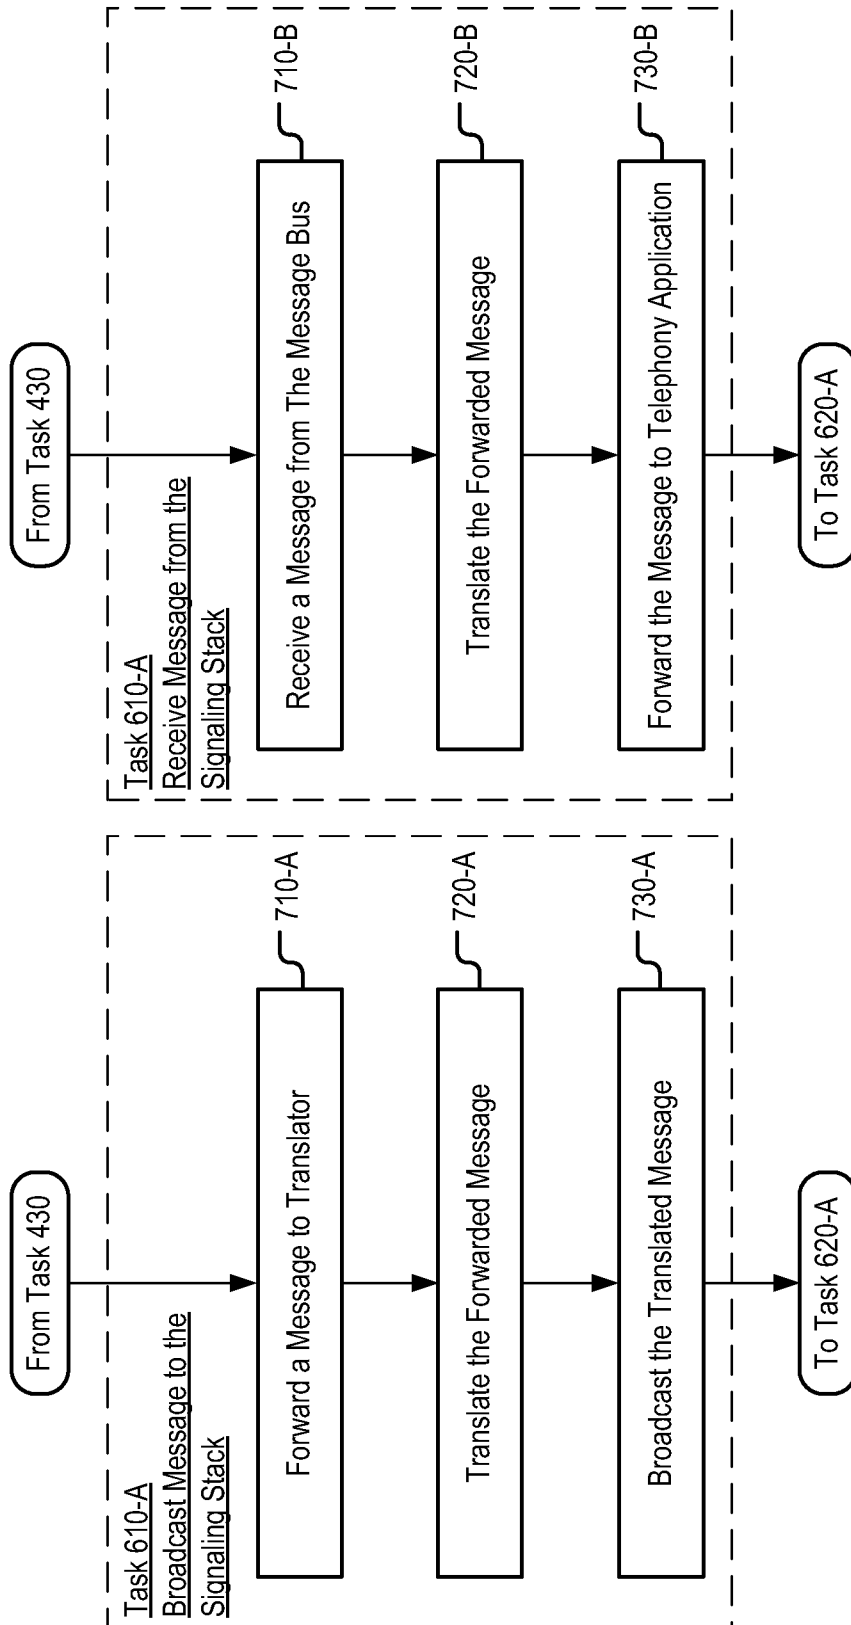 From Task 430
Task 610-A
Broadcast Message to the
Signaling Stack
Forward a Message to Translator
710-A
Translate the Forwarded Message
720-A
Broadcast the Translated Message
730-A
To Task 620-A
From Task 430
Task 610-A
Receive Message from the
Signaling Stack
Receive a Message from The Message Bus
710-B
Translate the Forwarded Message
720-B
Forward the Message to Telephony Application
730-B
To Task 620-A